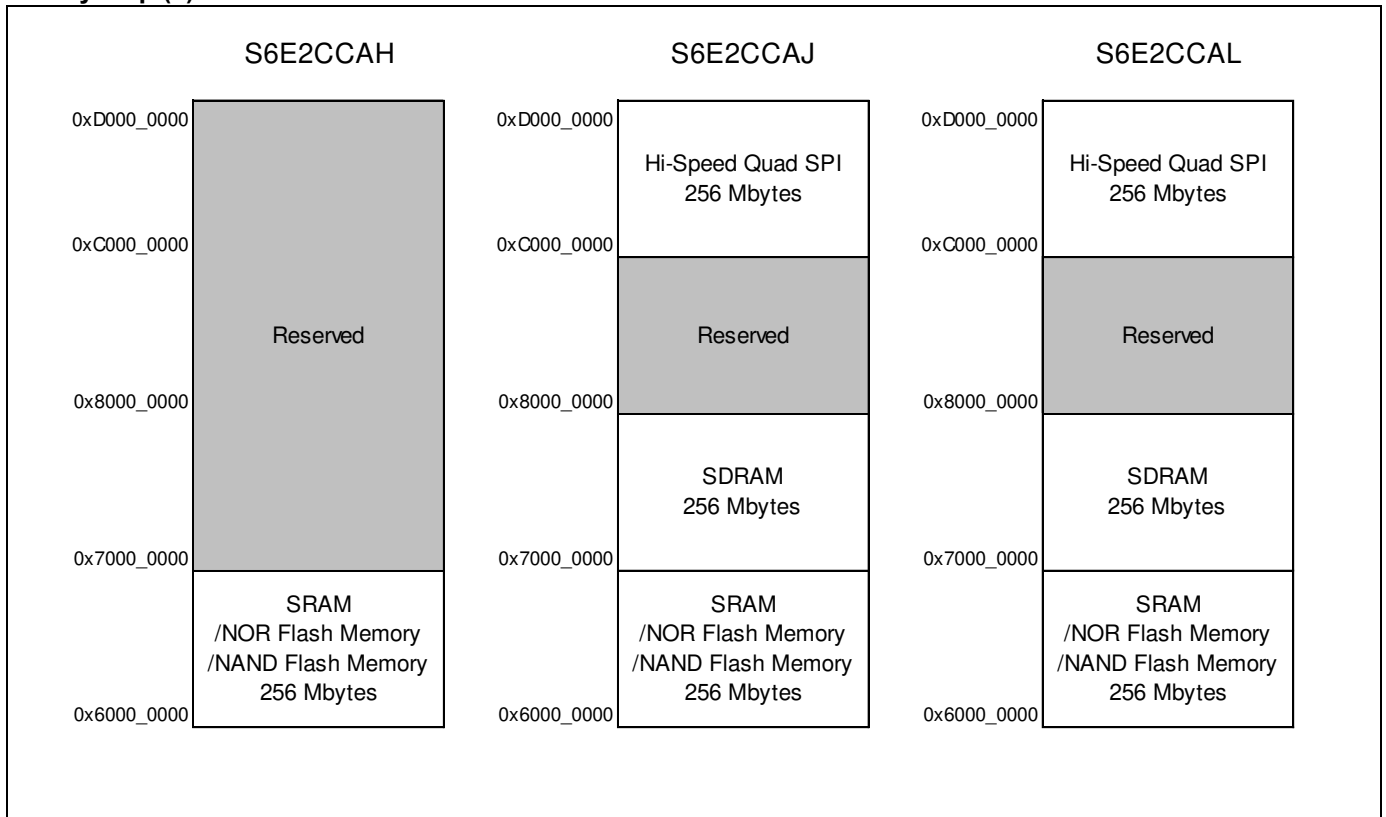 S6E2CCAH
0xD000_0000
0xC000_0000
Reserved
0x8000_0000
0x7000_0000
SRAM
/NOR Flash Memory
/NAND Flash Memory
256 Mbytes
0x6000_0000
S6E2CCAJ
0xD000_0000
Hi-Speed Quad SPI
256 Mbytes
0xC000_0000
Reserved
0x8000_0000
SDRAM
256 Mbytes
0x7000_0000
SRAM
/NOR Flash Memory
/NAND Flash Memory
256 Mbytes
0x6000_0000
S6E2CCAL
0xD000_0000
Hi-Speed Quad SPI
256 Mbytes
0xC000_0000
Reserved
0x8000_0000
SDRAM
256 Mbytes
0x7000_0000
SRAM
/NOR Flash Memory
/NAND Flash Memory
256 Mbytes
0x6000_0000